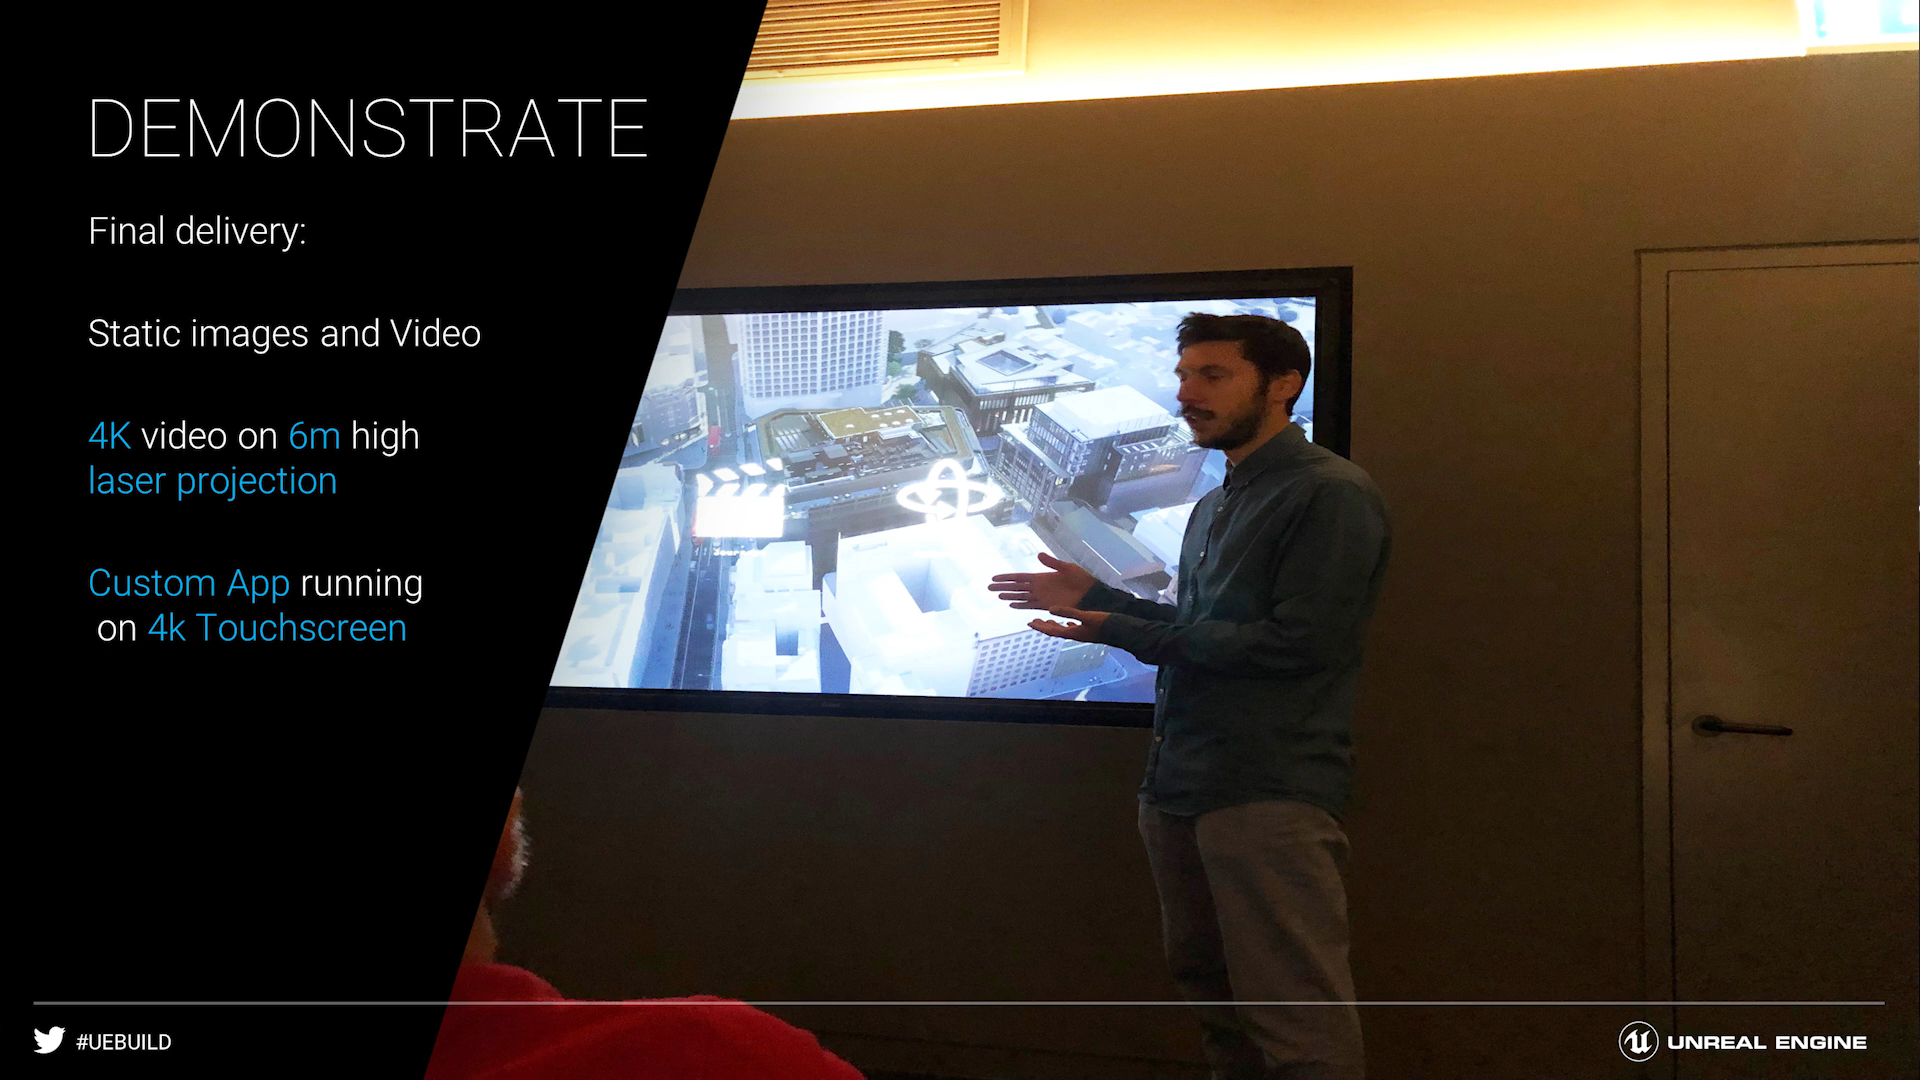 DEMONSTRATE
Final delivery:
Static images and Video
4K video on 6m high
laser projection
Custom App running
on 4k Touchscreen
#UEBUILD
UNREAL ENGINE